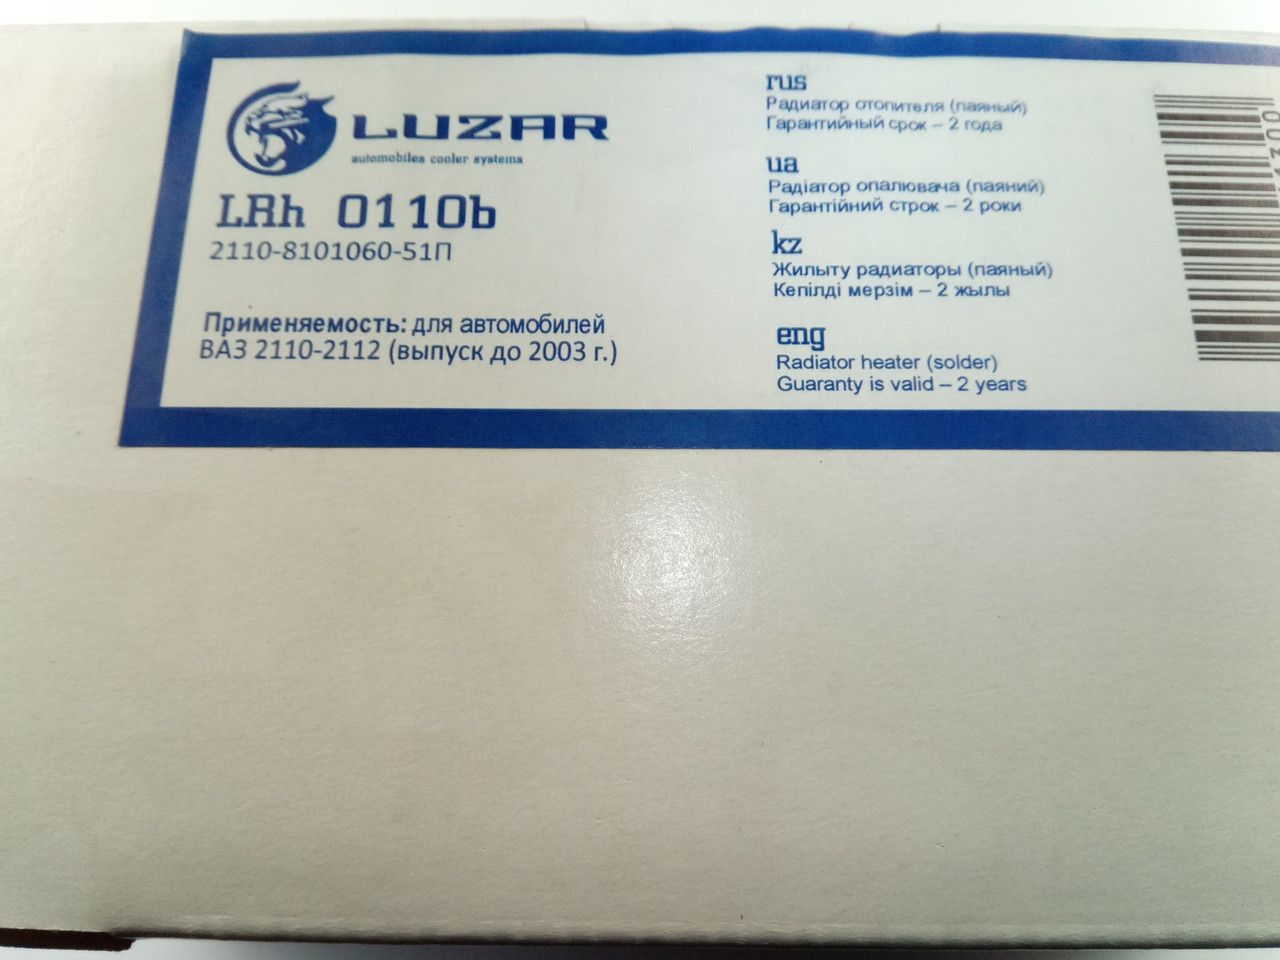 LUZAR
automobiles cooler systems
LRh 0110b
2110-8101060-51П
Применяемость: для автомобилей
ВАЗ 2110-2112 (выпуск до 2003 г.)
rus
Радиатор отопителя (паяный)
Гарантийный срок – 2 года
ua
Радіатор опалювача (паяний)
Гарантійний строк – 2 роки
kz
Жилыту радиаторы (паяный)
Кепілді мерзім – 2 жылы
eng
Radiator heater (solder)
Guaranty is valid – 2 years